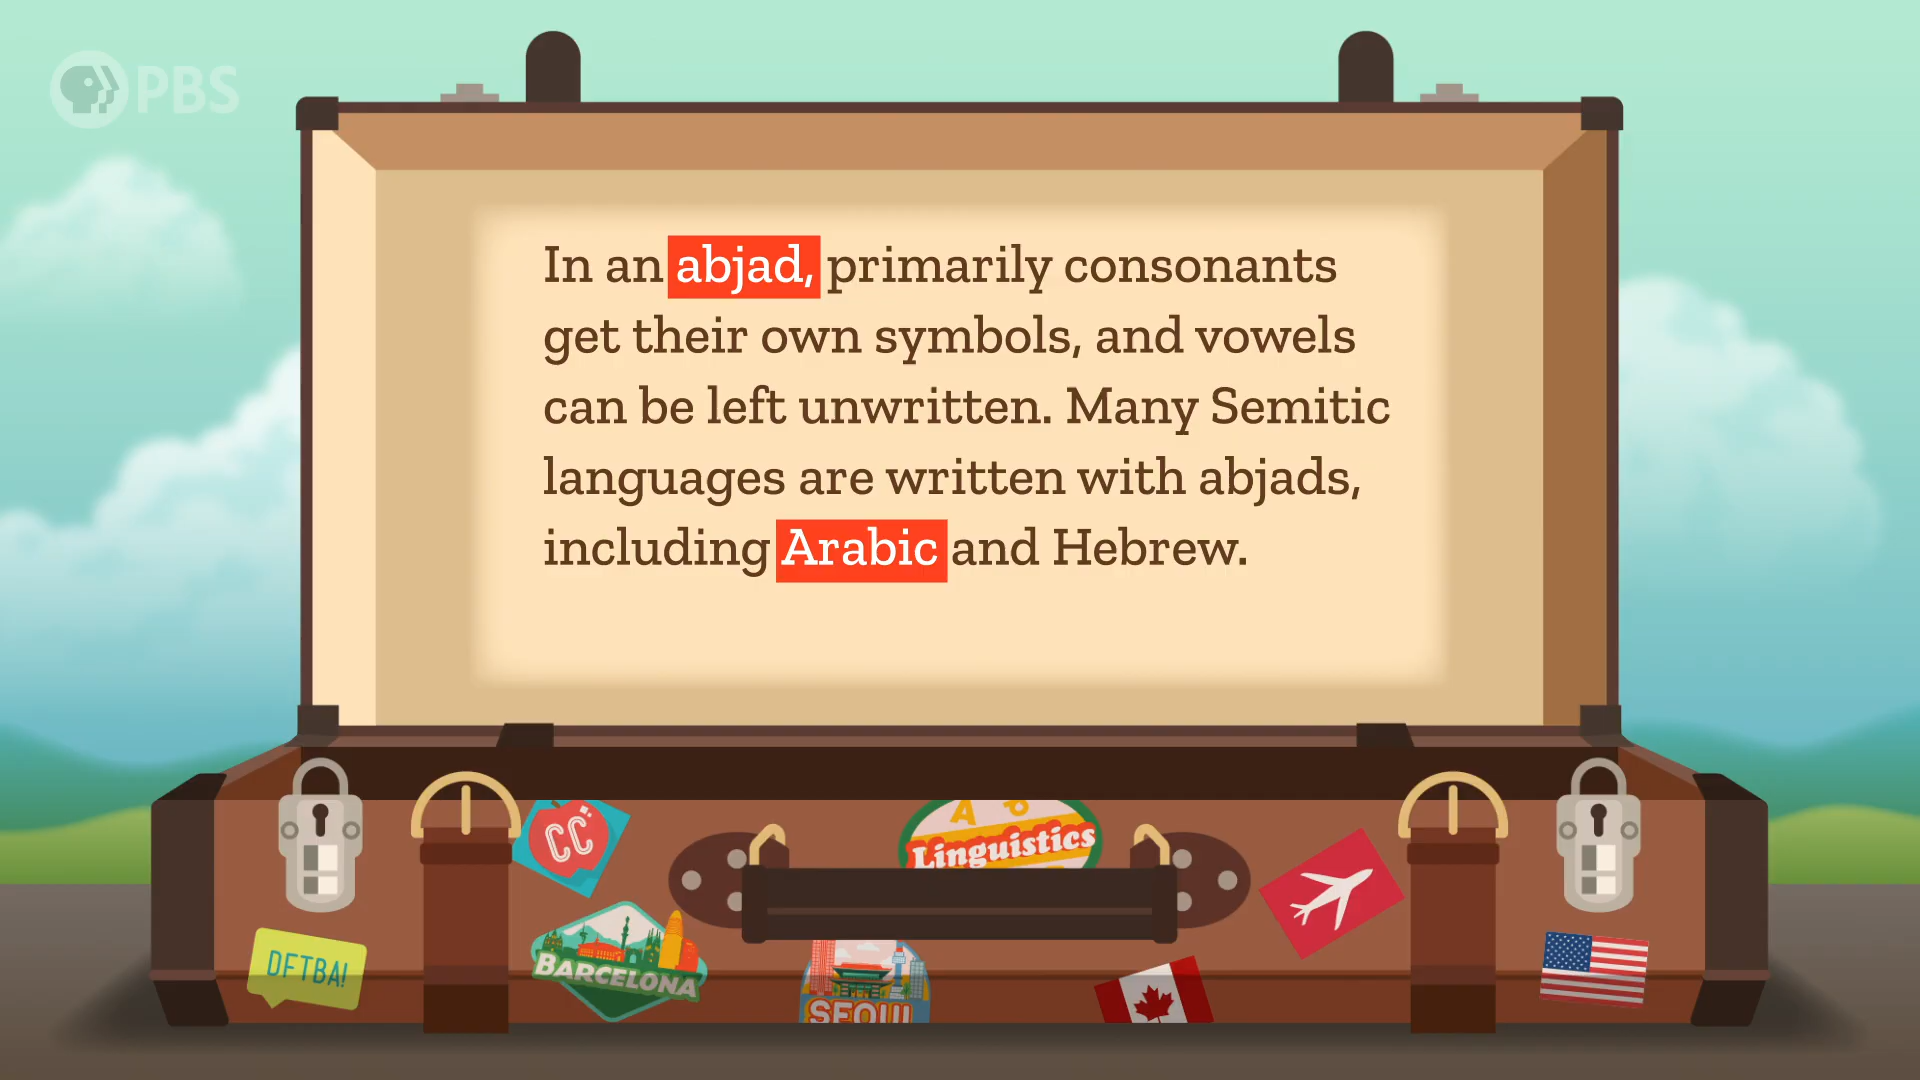 PBS
In an abjad, primarily consonants
get their own symbols, and vowels
can be left unwritten. Many Semitic
languages are written with abjads,
including Arabic and Hebrew.
CC
A P
Linguistics
DFTBA!
BARCELONA
SEOUL